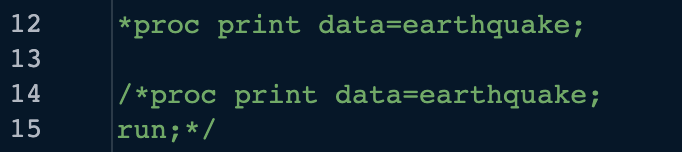 12 *proc print data=earthquake;
13
14 /*proc print data=earthquake;
15 run;*/